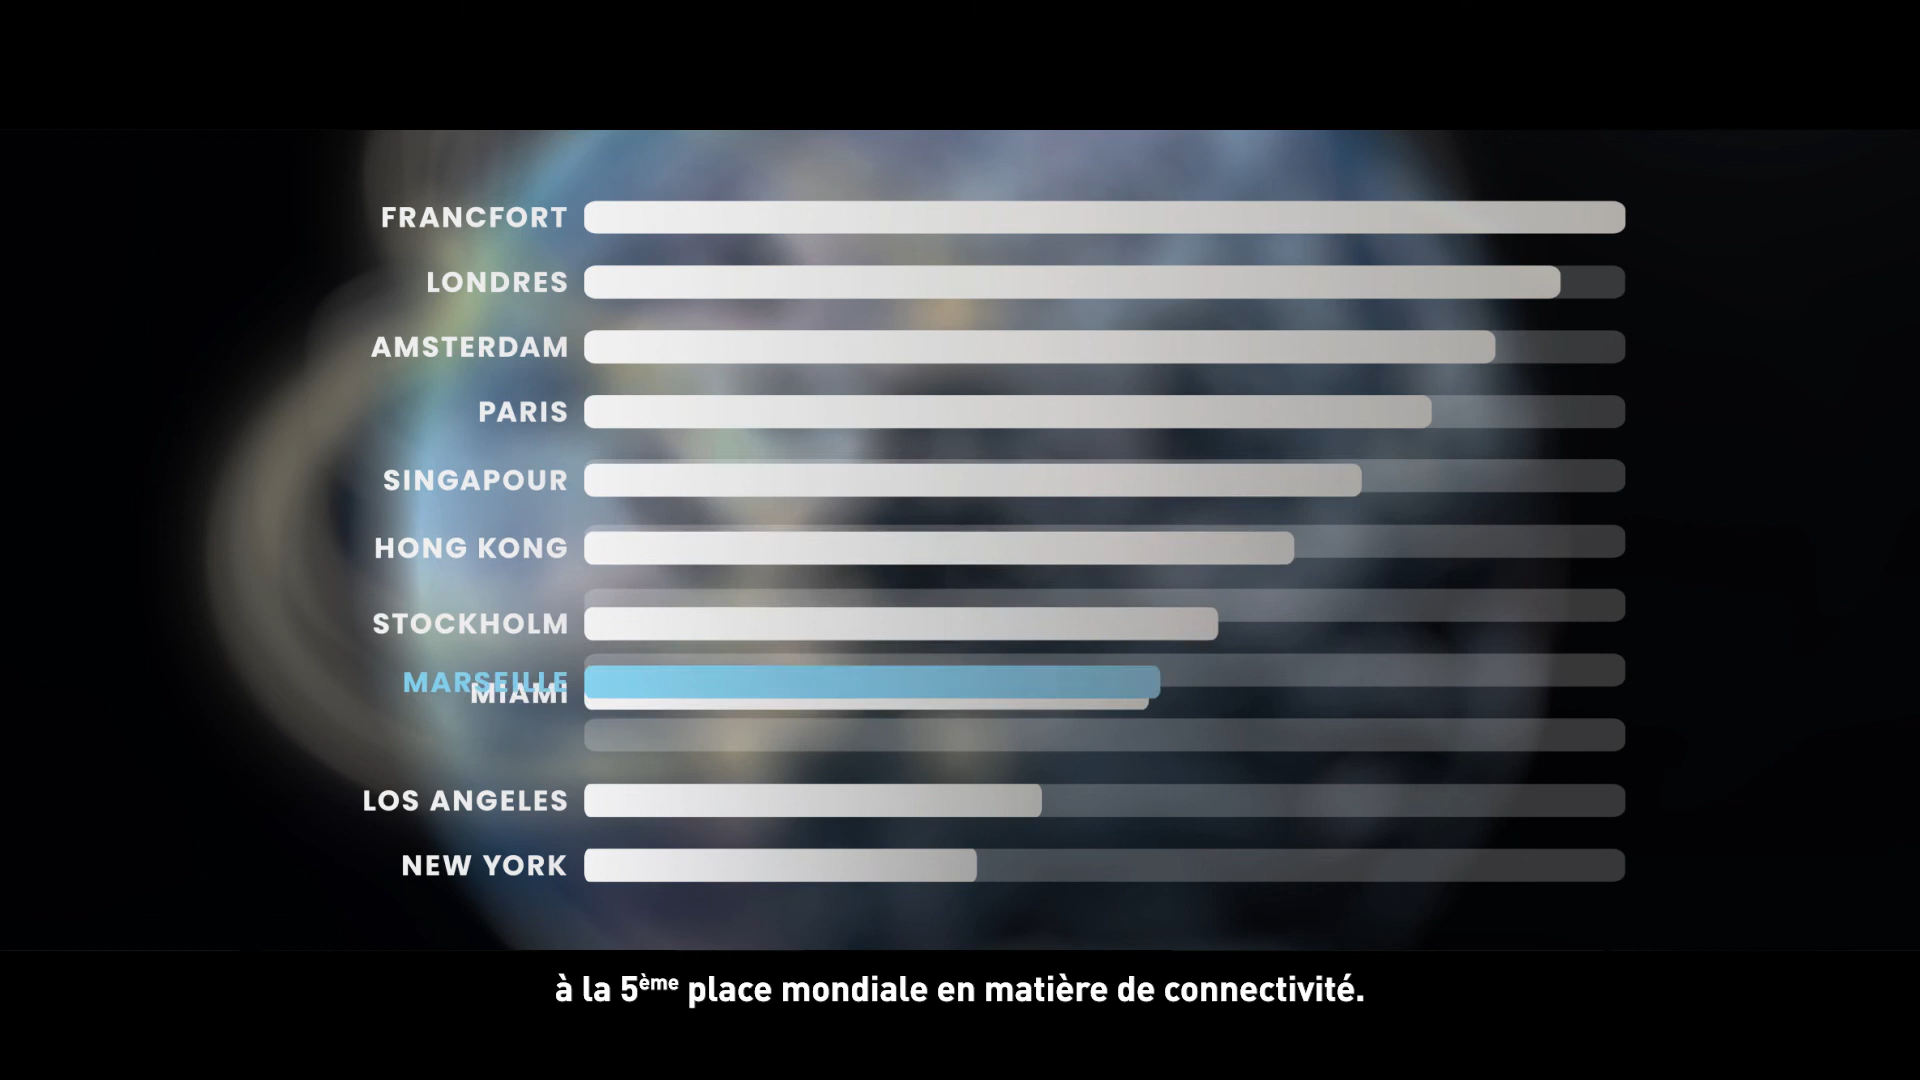 FRANCFORT
LONDRES
AMSTERDAM
PARIS
SINGAPOUR
HONG KONG
STOCKHOLM
MARSEILLE
MIAMI
LOS ANGELES
NEW YORK
à la 5ème place mondiale en matière de connectivité.